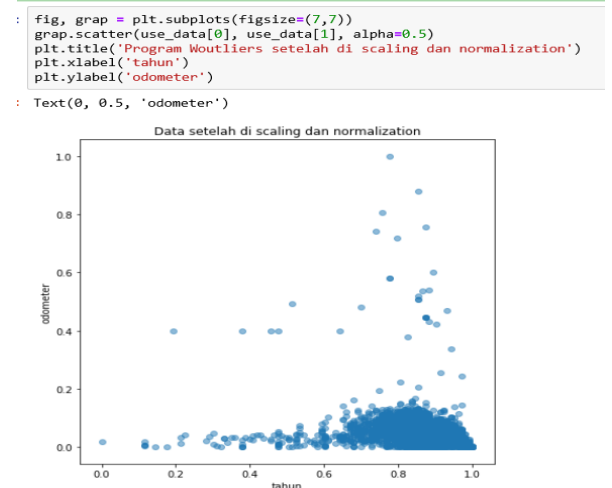 : fig, grap = plt.subplots(figsize=(7,7))
grap.scatter(use_data[0], use_data[1], alpha=0.5)
plt.title('Program Woutliers setelah di scaling dan normalization')
plt.xlabel('tahun')
plt.ylabel('odometer')
: Text(0, 0.5, 'odometer')
Data setelah di scaling dan normalization
1.0
0.8
0.6
odometer
0.4
0.2
0.0
0.0 0.2 0.4 0.6 0.8 1.0
tahun